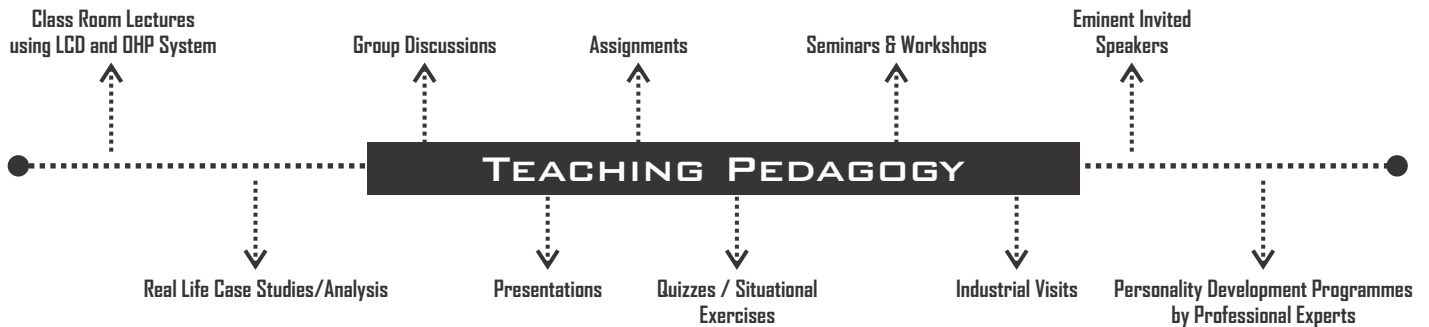 Class Room Lectures
using LCD and OHP System
Group Discussions
Assignments
Seminars & Workshops
Eminent Invited
Speakers
TEACHING PEDAGOGY
Real Life Case Studies/Analysis
Presentations
Quizzes / Situational
Exercises
Industrial Visits
Personality Development Programmes
by Professional Experts